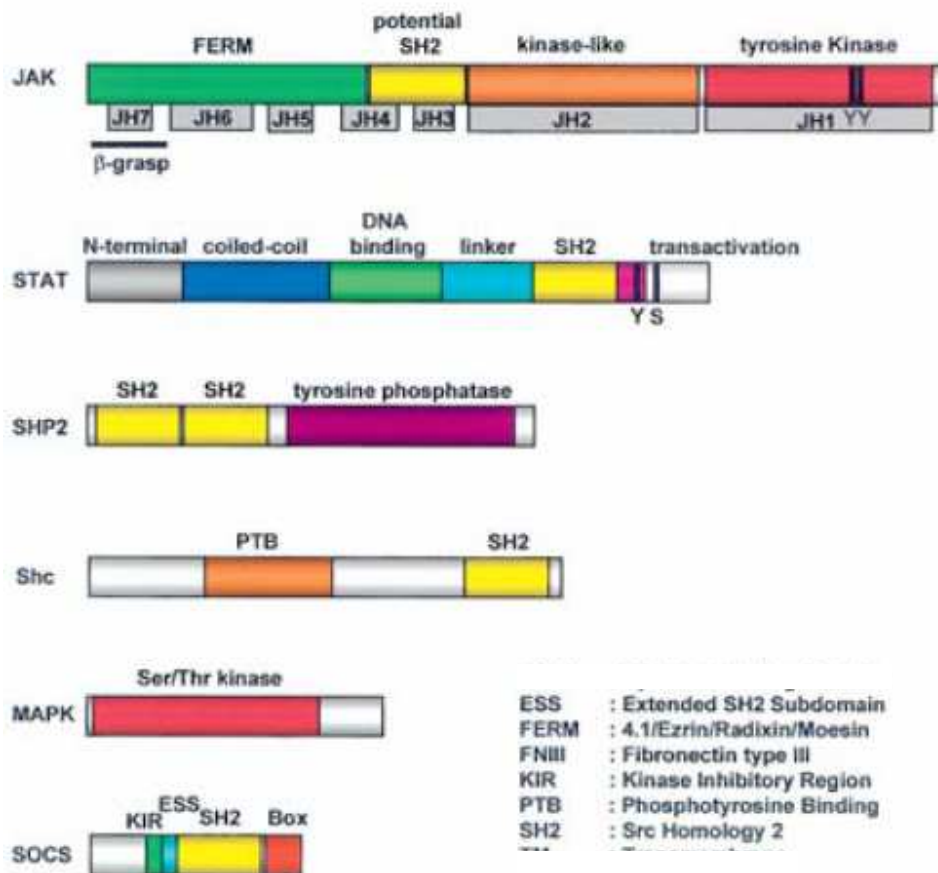 potential
FERM SH2 kinase-like tyrosine Kinase
JAK
JH7 JH6 JH5 JH4 JH3 JH2 JH1 YY
β-grasp
DNA
N-terminal coiled-coil binding linker SH2 transactivation
STAT
Y S
SH2 SH2 tyrosine phosphatase
SHP2
PTB SH2
Shc
Ser/Thr kinase
MAPK
ESS : Extended SH2 Subdomain
FERM : 4.1/Ezrin/Radixin/Moesin
FNIII : Fibronectin type III
KIR : Kinase Inhibitory Region
PTB : Phosphotyrosine Binding
SH2 : Src Homology 2
ESS
KIR SH2 Box
SOCS